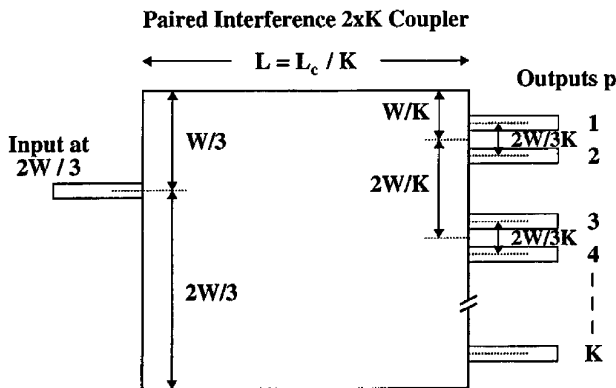 Paired Interference 2xK Coupler
L = L_c / K
Outputs p
Input at
2W / 3
W/3
2W/3
W/K
2W/K
1
2W/3K
2
3
2W/3K
4
K